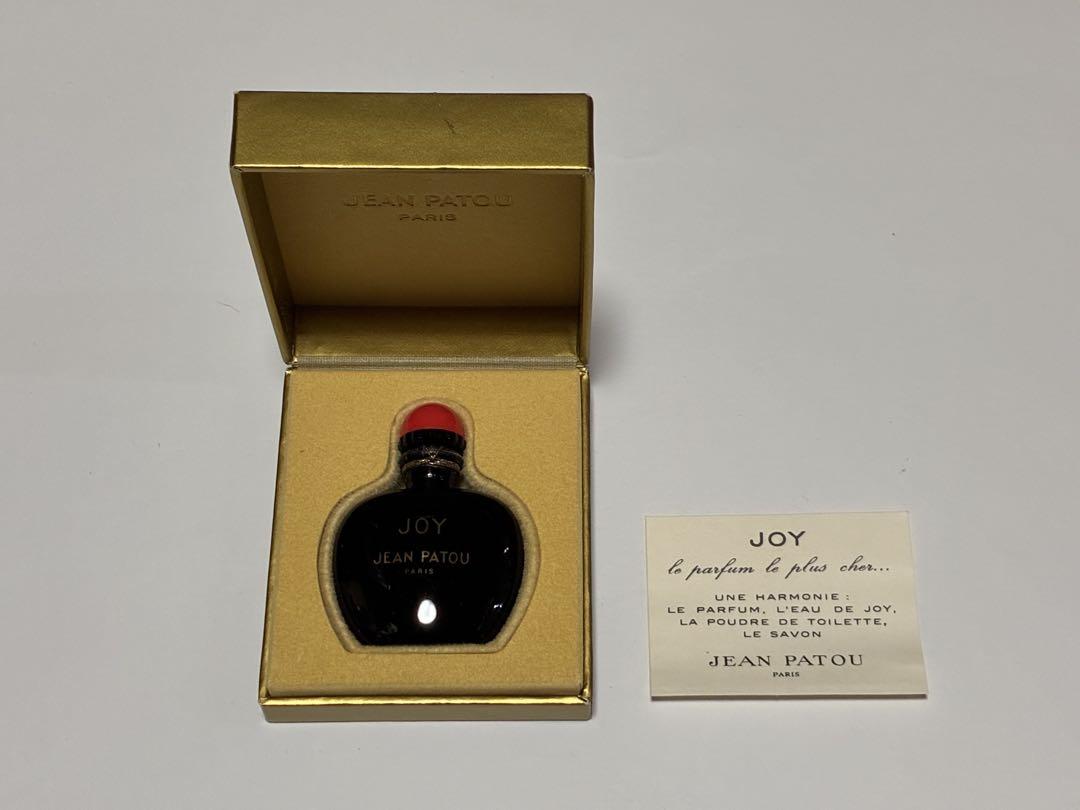 JEAN PATOU
PARIS
JOY
JEAN PATOU
PARIS
JOY
le parfum le plus cher...
UNE HARMONIE :
LE PARFUM, L'EAU DE JOY,
LA POUDRE DE TOILETTE,
LE SAVON
JEAN PATOU
PARIS